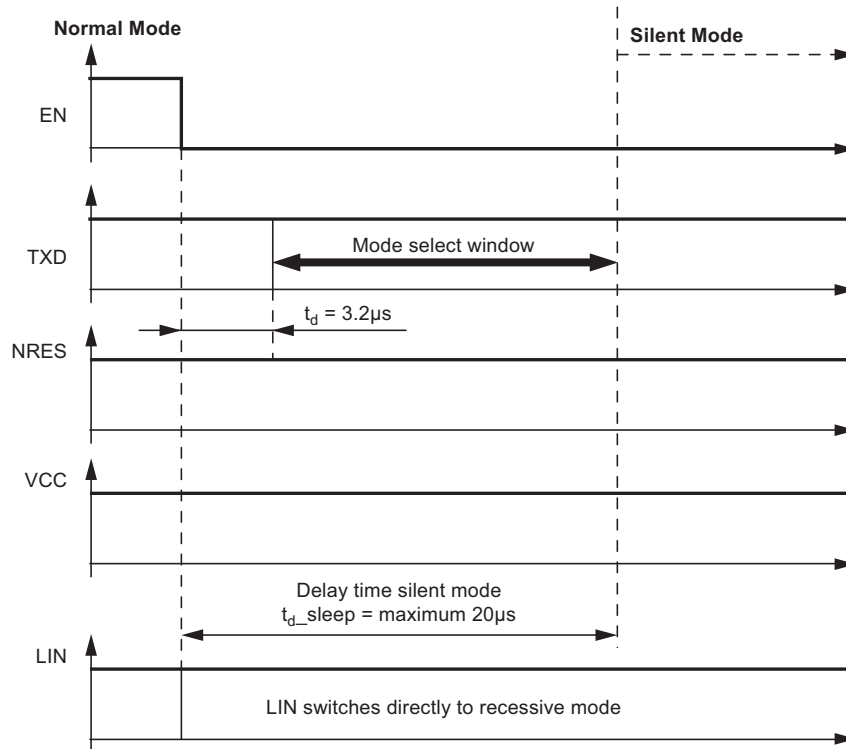 Normal Mode
Silent Mode
EN
TXD
Mode select window
t_d = 3.2µs
NRES
VCC
Delay time silent mode
t_d_sleep = maximum 20µs
LIN
LIN switches directly to recessive mode